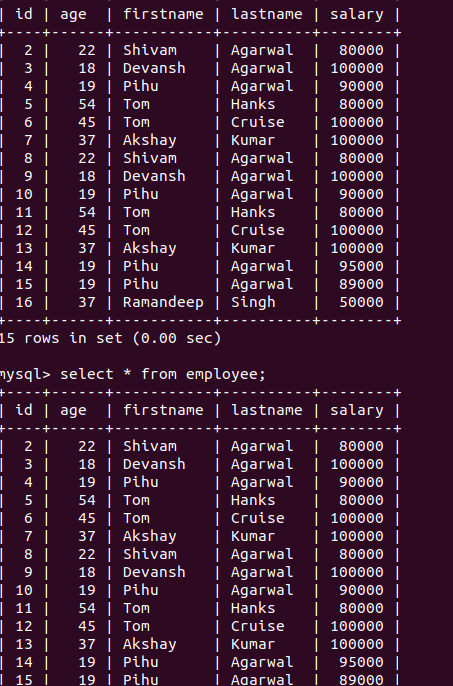 | id | age  | firstname | lastname | salary |
+----+------+-----------+----------+--------+
|  2 |   22 | Shivam    | Agarwal  |  80000 |
|  3 |   18 | Devansh   | Agarwal  | 100000 |
|  4 |   19 | Pihu      | Agarwal  |  90000 |
|  5 |   54 | Tom       | Hanks    |  80000 |
|  6 |   45 | Tom       | Cruise   | 100000 |
|  7 |   37 | Akshay    | Kumar    | 100000 |
|  8 |   22 | Shivam    | Agarwal  |  80000 |
|  9 |   18 | Devansh   | Agarwal  | 100000 |
| 10 |   19 | Pihu      | Agarwal  |  90000 |
| 11 |   54 | Tom       | Hanks    |  80000 |
| 12 |   45 | Tom       | Cruise   | 100000 |
| 13 |   37 | Akshay    | Kumar    | 100000 |
| 14 |   19 | Pihu      | Agarwal  |  95000 |
| 15 |   19 | Pihu      | Agarwal  |  89000 |
| 16 |   37 | Ramandeep | Singh    |  50000 |
+----+------+-----------+----------+--------+
15 rows in set (0.00 sec)
mysql> select * from employee;
+----+------+-----------+----------+--------+
| id | age  | firstname | lastname | salary |
+----+------+-----------+----------+--------+
|  2 |   22 | Shivam    | Agarwal  |  80000 |
|  3 |   18 | Devansh   | Agarwal  | 100000 |
|  4 |   19 | Pihu      | Agarwal  |  90000 |
|  5 |   54 | Tom       | Hanks    |  80000 |
|  6 |   45 | Tom       | Cruise   | 100000 |
|  7 |   37 | Akshay    | Kumar    | 100000 |
|  8 |   22 | Shivam    | Agarwal  |  80000 |
|  9 |   18 | Devansh   | Agarwal  | 100000 |
| 10 |   19 | Pihu      | Agarwal  |  90000 |
| 11 |   54 | Tom       | Hanks    |  80000 |
| 12 |   45 | Tom       | Cruise   | 100000 |
| 13 |   37 | Akshay    | Kumar    | 100000 |
| 14 |   19 | Pihu      | Agarwal  |  95000 |
| 15 |   19 | Pihu      | Agarwal  |  89000 |